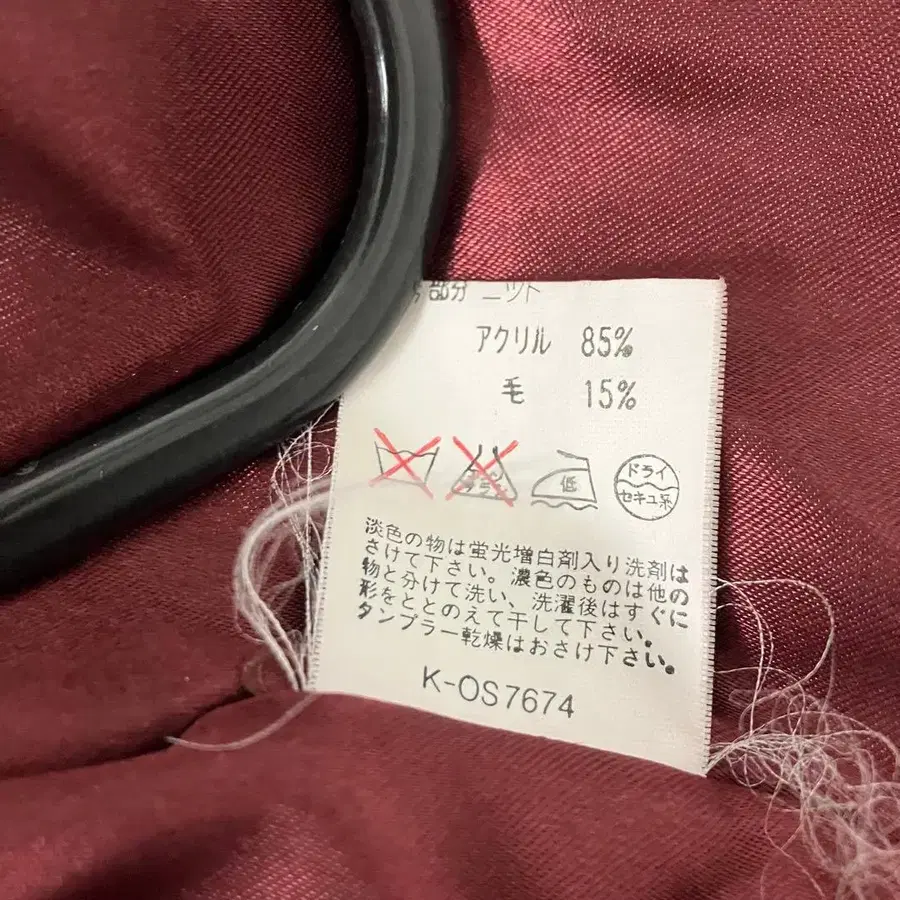 部分 ニット
アクリル 85%
毛 15%
低
ドライ
セキユ系
淡色の物は蛍光増白剤入り洗剤は
さけて下さい。濃色のものは他の
物と分けて洗い、洗濯後はすぐに
形をととのえて干して下さい。
タンブラー乾燥はおさけ下さい。
K-OS7674